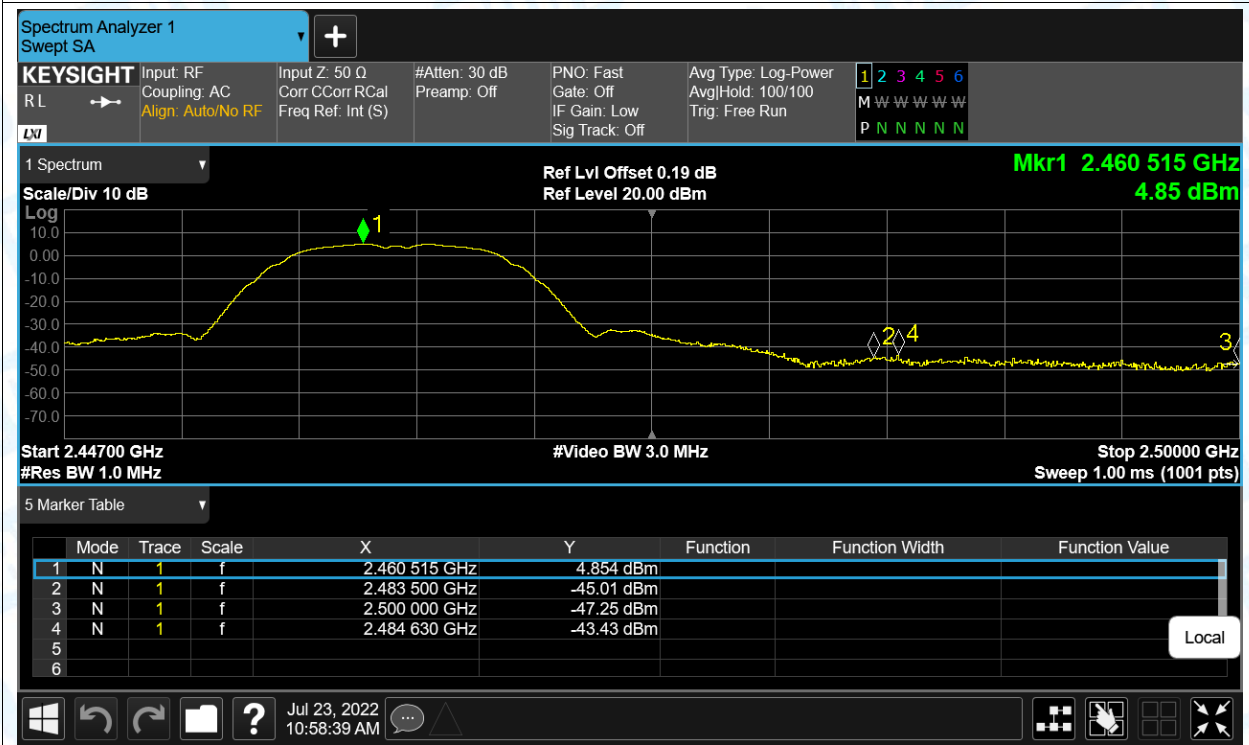 Spectrum Analyzer 1
Swept SA
KEYSIGHT
R L
LXI
Input: RF
Coupling: AC
Align: Auto/No RF
Input Z: 50 Ω
Corr CCorr RCal
Freq Ref: Int (S)
#Atten: 30 dB
Preamp: Off
PNO: Fast
Gate: Off
IF Gain: Low
Sig Track: Off
Avg Type: Log-Power
Avg|Hold: 100/100
Trig: Free Run
1 2 3 4 5 6
M W W W W W W
P N N N N N
1 Spectrum
Scale/Div 10 dB
Ref Lvl Offset 0.19 dB
Ref Level 20.00 dBm
Mkr1 2.460 515 GHz
4.85 dBm
Log
10.0
0.00
-10.0
-20.0
-30.0
-40.0
-50.0
-60.0
-70.0
1
2
4
3
Start 2.44700 GHz
#Video BW 3.0 MHz
Stop 2.50000 GHz
#Res BW 1.0 MHz
Sweep 1.00 ms (1001 pts)
5 Marker Table
Mode Trace Scale X Y Function Function Width Function Value
1 N 1 f 2.460 515 GHz 4.854 dBm
2 N 1 f 2.483 500 GHz -45.01 dBm
3 N 1 f 2.500 000 GHz -47.25 dBm
4 N 1 f 2.484 630 GHz -43.43 dBm
5
6
Local
?
Jul 23, 2022
10:58:39 AM